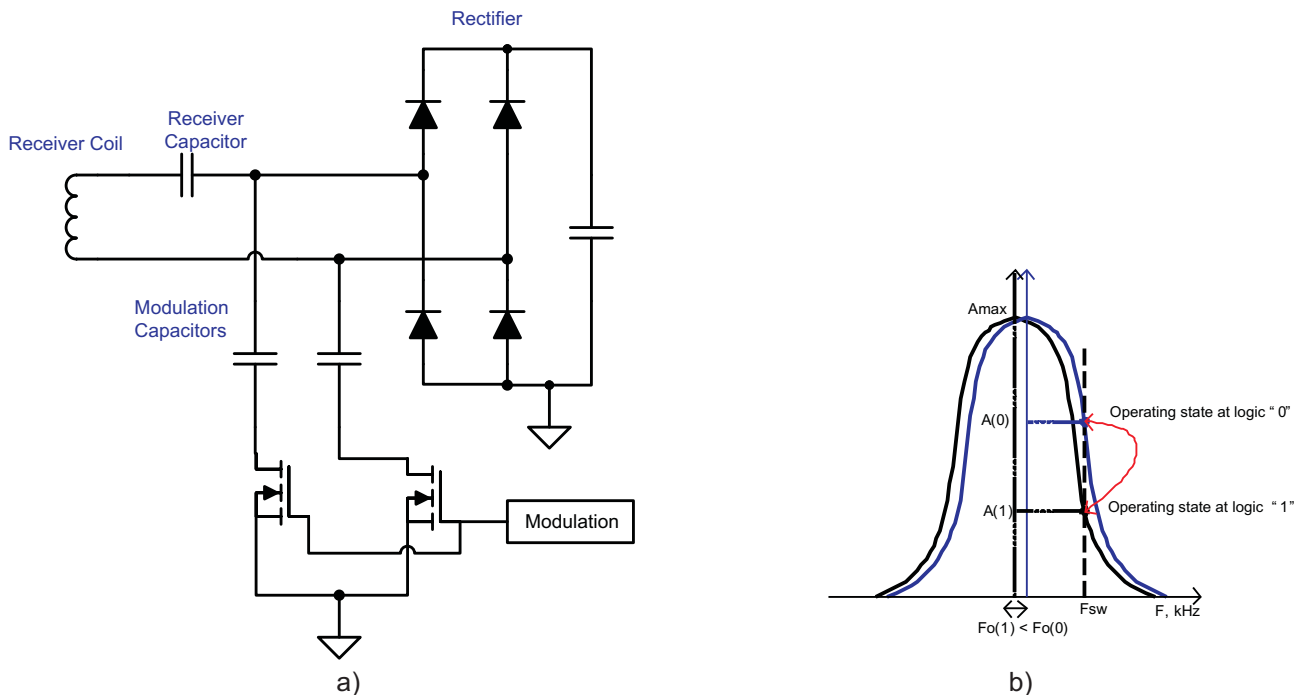 Rectifier
Receiver
Capacitor
Receiver Coil
Modulation
Capacitors
Modulation
a)
Amax
A(0)
Operating state at logic “ 0”
A(1)
Operating state at logic “ 1”
Fsw
F, kHz
Fo(1) < Fo(0)
b)